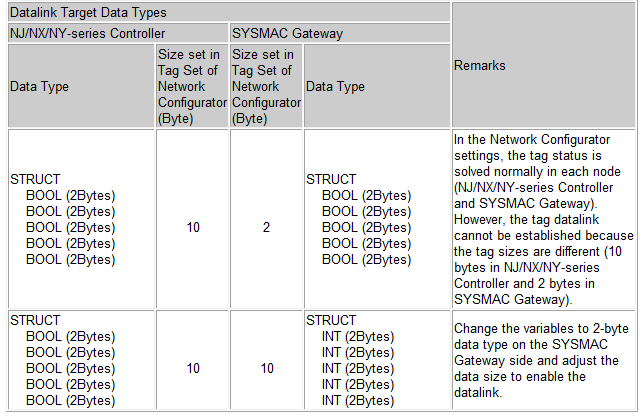 Datalink Target Data Types
NJ/NX/NY-series Controller
SYSMAC Gateway
Remarks
Data Type
Size set in
Tag Set of
Network
Configurator
(Byte)
Size set in
Tag Set of
Network
Configurator
(Byte)
Data Type
STRUCT
BOOL (2Bytes)
BOOL (2Bytes)
BOOL (2Bytes)
BOOL (2Bytes)
BOOL (2Bytes)
10
2
STRUCT
BOOL (2Bytes)
BOOL (2Bytes)
BOOL (2Bytes)
BOOL (2Bytes)
BOOL (2Bytes)
In the Network Configurator
settings, the tag status is
solved normally in each node
(NJ/NX/NY-series Controller
and SYSMAC Gateway).
However, the tag datalink
cannot be established because
the tag sizes are different (10
bytes in NJ/NX/NY-series
Controller and 2 bytes in
SYSMAC Gateway).
STRUCT
BOOL (2Bytes)
BOOL (2Bytes)
BOOL (2Bytes)
BOOL (2Bytes)
BOOL (2Bytes)
10
10
STRUCT
INT (2Bytes)
INT (2Bytes)
INT (2Bytes)
INT (2Bytes)
INT (2Bytes)
Change the variables to 2-byte
data type on the SYSMAC
Gateway side and adjust the
data size to enable the
datalink.